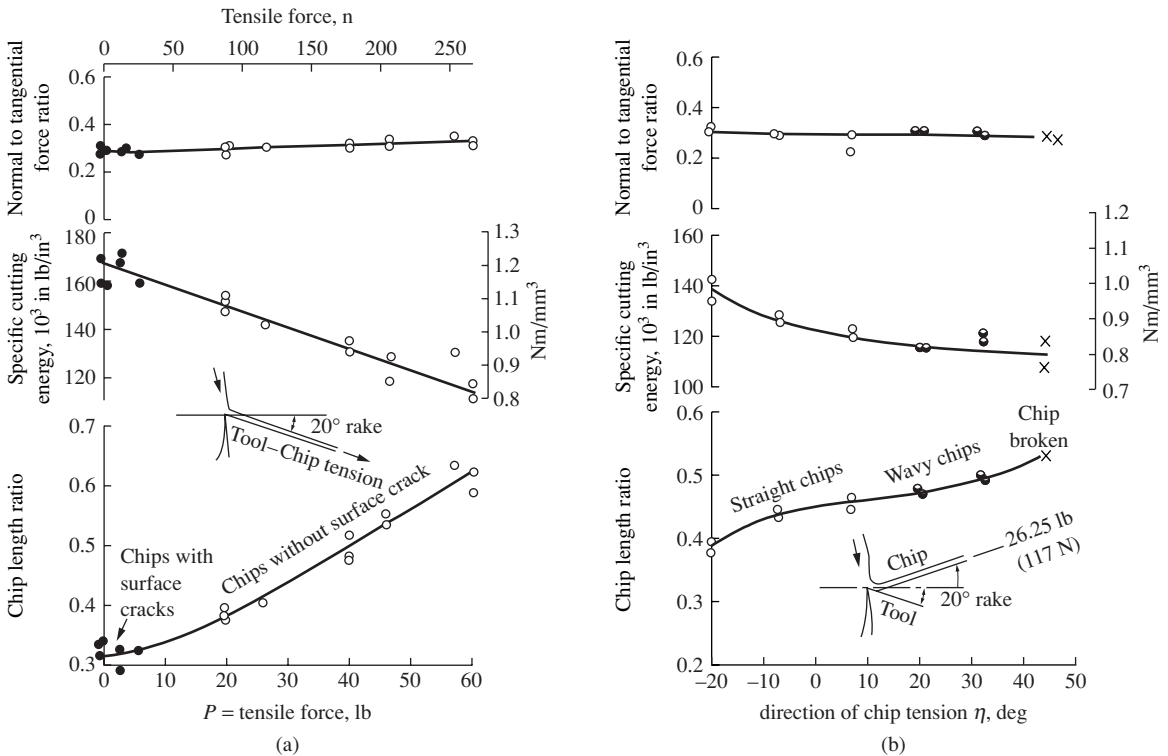 Tensile force, n
0 50 100 150 200 250
Normal to tangential
force ratio
0.6
0.4
0.2
0
Specific cutting
energy, 10³ in lb/in³
180
160
140
120
1.3
1.2
1.1
1.0
0.9
0.8
Nm/mm³
20° rake
Tool–Chip tension
Chip length ratio
0.7
0.6
0.5
0.4
0.3
Chips with
surface
cracks
Chips without surface crack
0 10 20 30 40 50 60
P = tensile force, lb
(a)
Normal to tangential
force ratio
0.6
0.4
0.2
0
Specific cutting
energy, 10³ in lb/in³
160
140
120
100
1.2
1.1
1.0
0.9
0.8
0.7
Nm/mm³
Chip length ratio
0.6
0.5
0.4
0.3
0.2
Straight chips
Wavy chips
Chip
broken
Chip
26.25 lb
(117 N)
20° rake
Tool
–20 –10 0 10 20 30 40 50
direction of chip tension η, deg
(b)